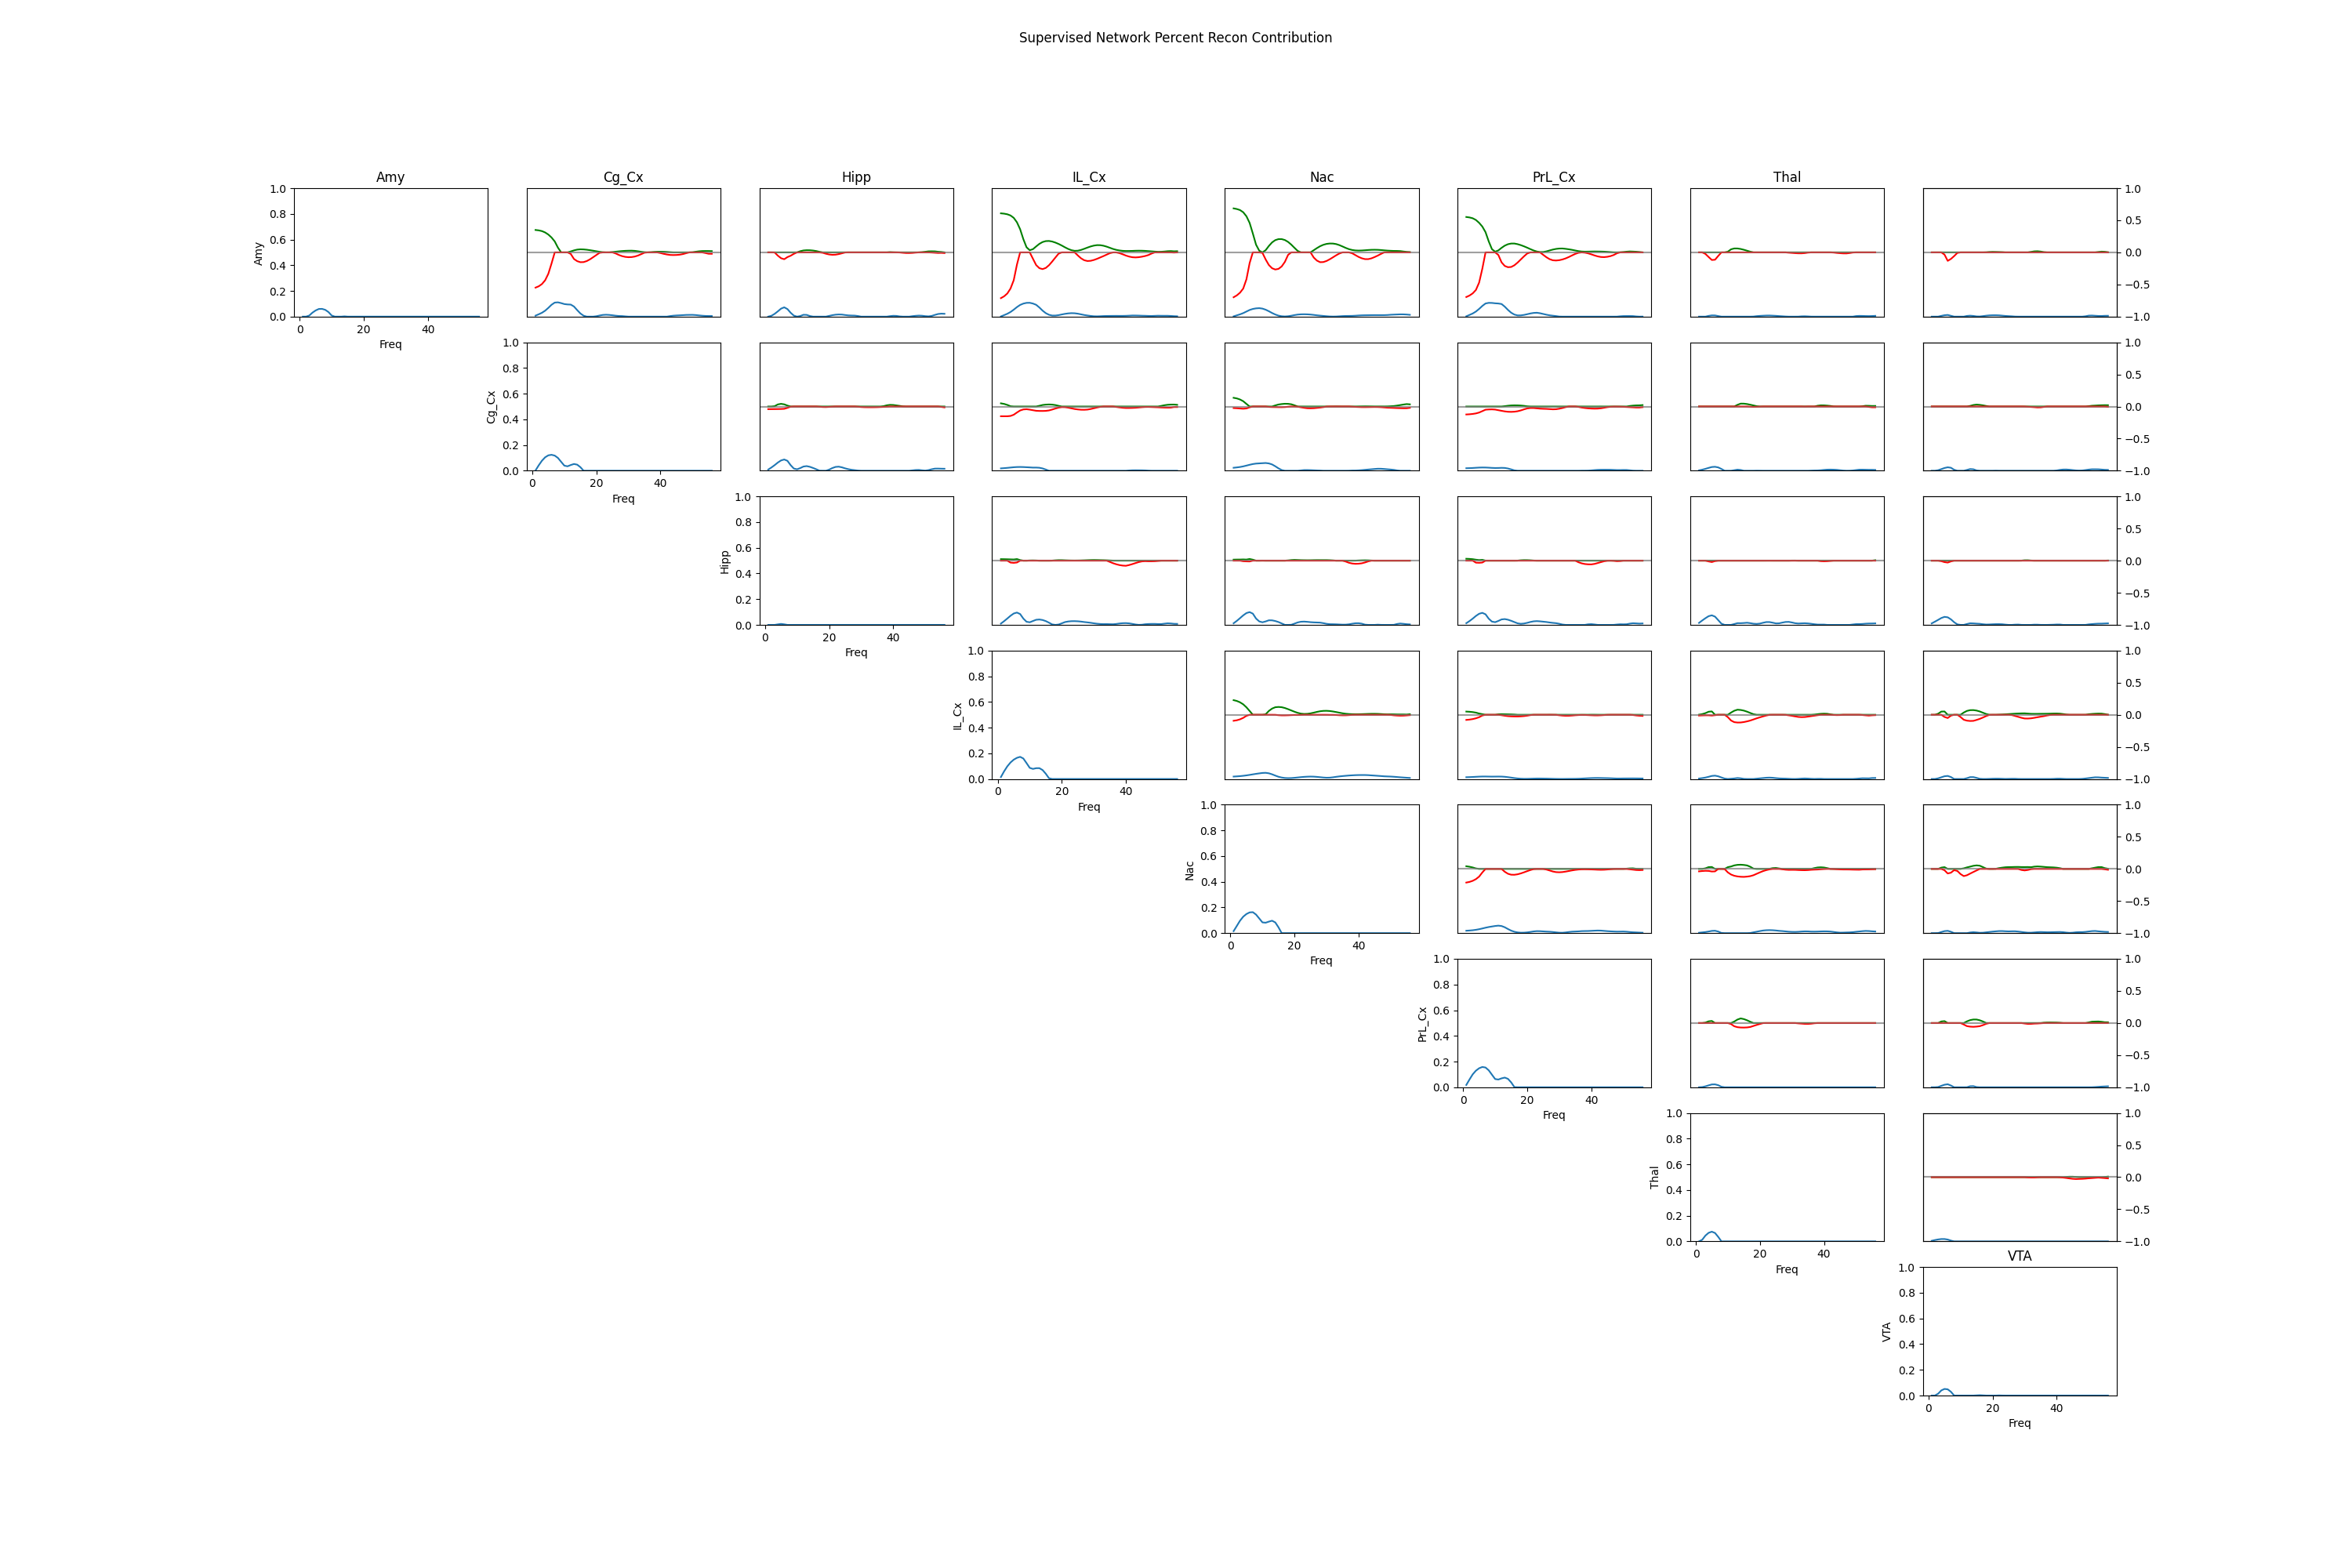 Supervised Network Percent Recon Contribution
Amy Cg_Cx Hipp IL_Cx Nac PrL_Cx Thal
1.0 0.8 0.6 0.4 0.2 0.0
Amy
0 20 40
Freq
1.0 0.5 0.0 −0.5 −1.0
1.0 0.8 0.6 0.4 0.2 0.0
Cg_Cx
0 20 40
Freq
1.0 0.5 0.0 −0.5 −1.0
1.0 0.8 0.6 0.4 0.2 0.0
Hipp
0 20 40
Freq
1.0 0.5 0.0 −0.5 −1.0
1.0 0.8 0.6 0.4 0.2 0.0
IL_Cx
0 20 40
Freq
1.0 0.5 0.0 −0.5 −1.0
1.0 0.8 0.6 0.4 0.2 0.0
Nac
0 20 40
Freq
1.0 0.5 0.0 −0.5 −1.0
1.0 0.8 0.6 0.4 0.2 0.0
PrL_Cx
0 20 40
Freq
1.0 0.5 0.0 −0.5 −1.0
1.0 0.8 0.6 0.4 0.2 0.0
Thal
0 20 40
Freq
1.0 0.5 0.0 −0.5 −1.0
VTA
1.0 0.8 0.6 0.4 0.2 0.0
VTA
0 20 40
Freq